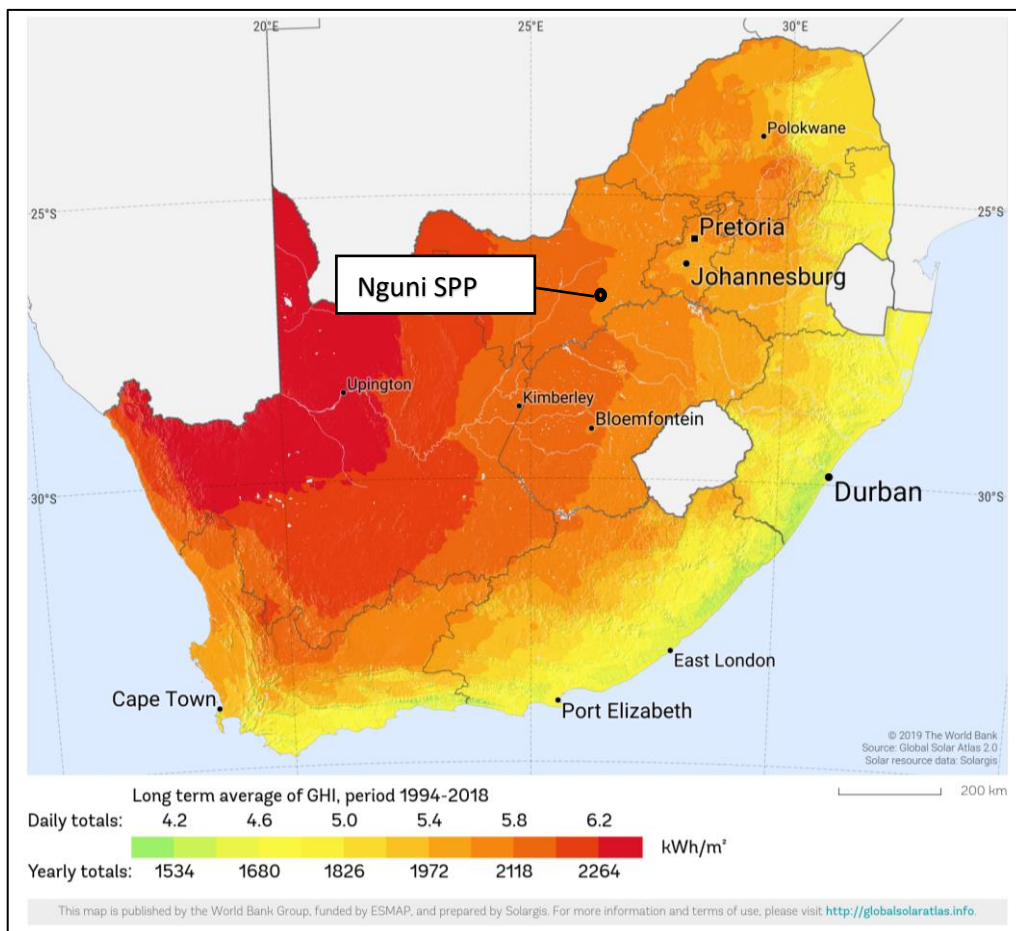 20°E 25°E 30°E
Polokwane
25°S 25°S
Pretoria
Johannesburg
Nguni SPP
Upington
Kimberley
Bloemfontein
30°S Durban 30°S
East London
Cape Town
Port Elizabeth
© 2019 The World Bank
Source: Global Solar Atlas 2.0
Solar resource data: Solargis
200 km
Long term average of GHI, period 1994-2018
Daily totals: 4.2 4.6 5.0 5.4 5.8 6.2
kWh/m²
Yearly totals: 1534 1680 1826 1972 2118 2264
This map is published by the World Bank Group, funded by ESMAP, and prepared by Solargis. For more information and terms of use, please visit http://globalsolaratlas.info.